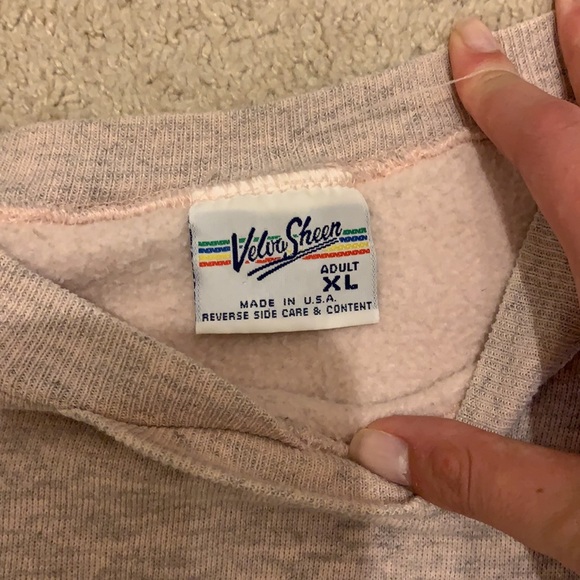 Velva Sheen
ADULT
XL
MADE IN U.S.A.
REVERSE SIDE CARE & CONTENT